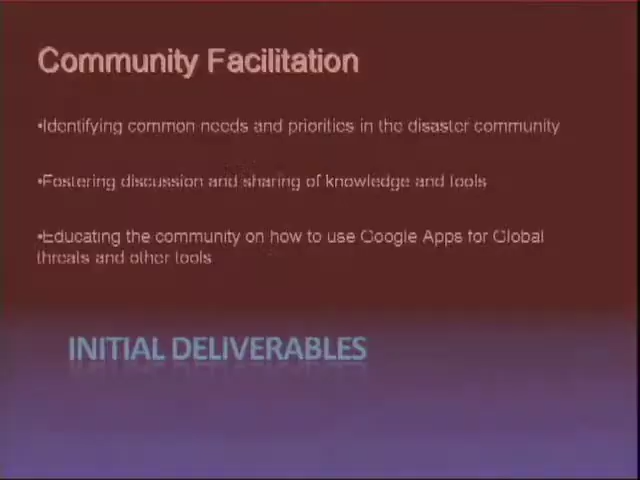 Community Facilitation
•Identifying common needs and priorities in the disaster community
•Fostering discussion and sharing of knowledge and tools
•Educating the community on how to use Google Apps for Global
threats and other tools
INITIAL DELIVERABLES